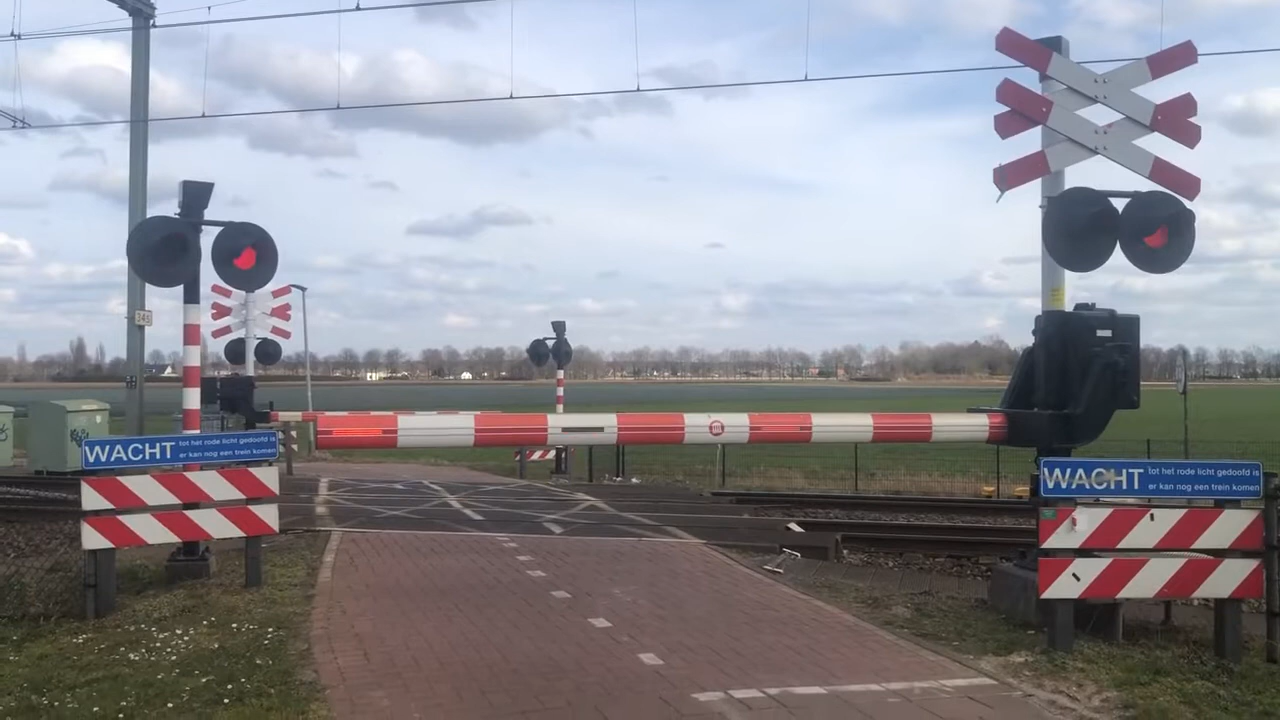 345
WACHT tot het rode licht gedoofd is
er kan nog een trein komen
WACHT tot het rode licht gedoofd is
er kan nog een trein komen